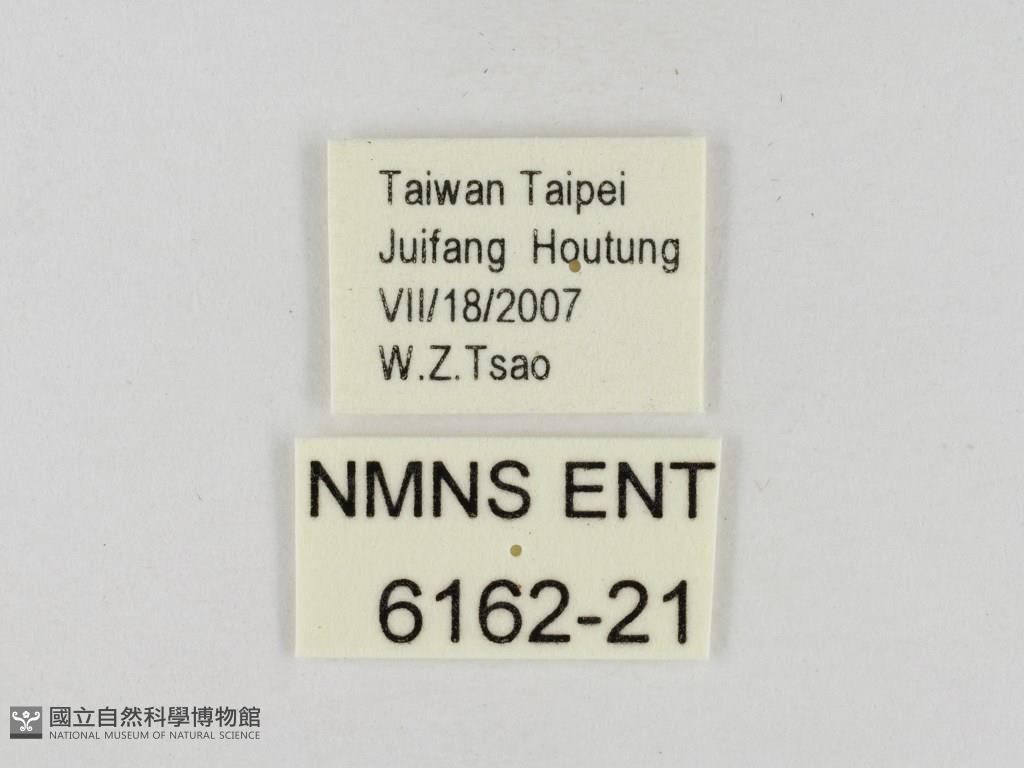 Taiwan Taipei
Juifang Houtung
VII/18/2007
W.Z.Tsao
NMNS ENT
6162-21
國立自然科學博物館
NATIONAL MUSEUM OF NATURAL SCIENCE